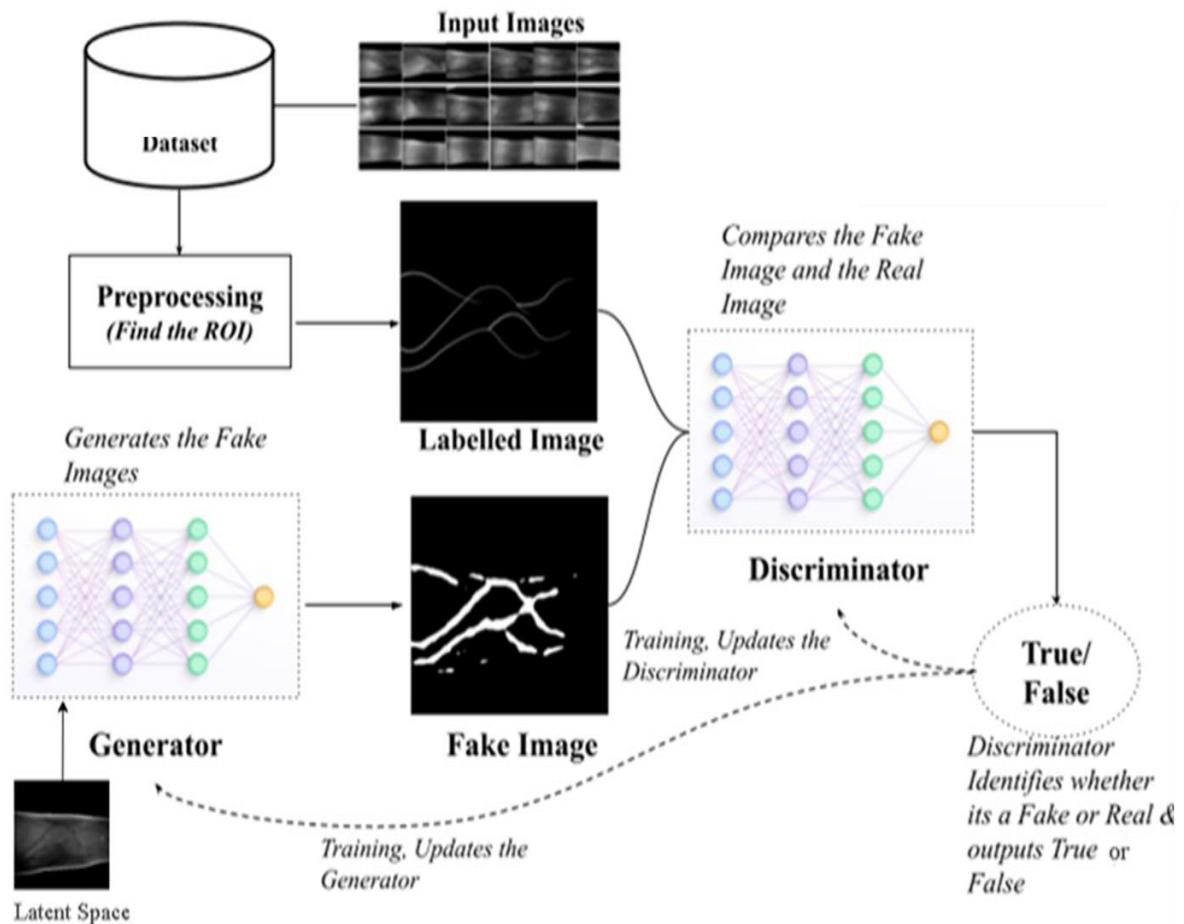 Input Images
Dataset
Preprocessing
(Find the ROI)
Labelled Image
Compares the Fake
Image and the Real
Image
Generates the Fake
Images
Discriminator
Generator
Fake Image
Training, Updates the
Discriminator
True/
False
Discriminator
Identifies whether
its a Fake or Real &
outputs True or
False
Training, Updates the
Generator
Latent Space